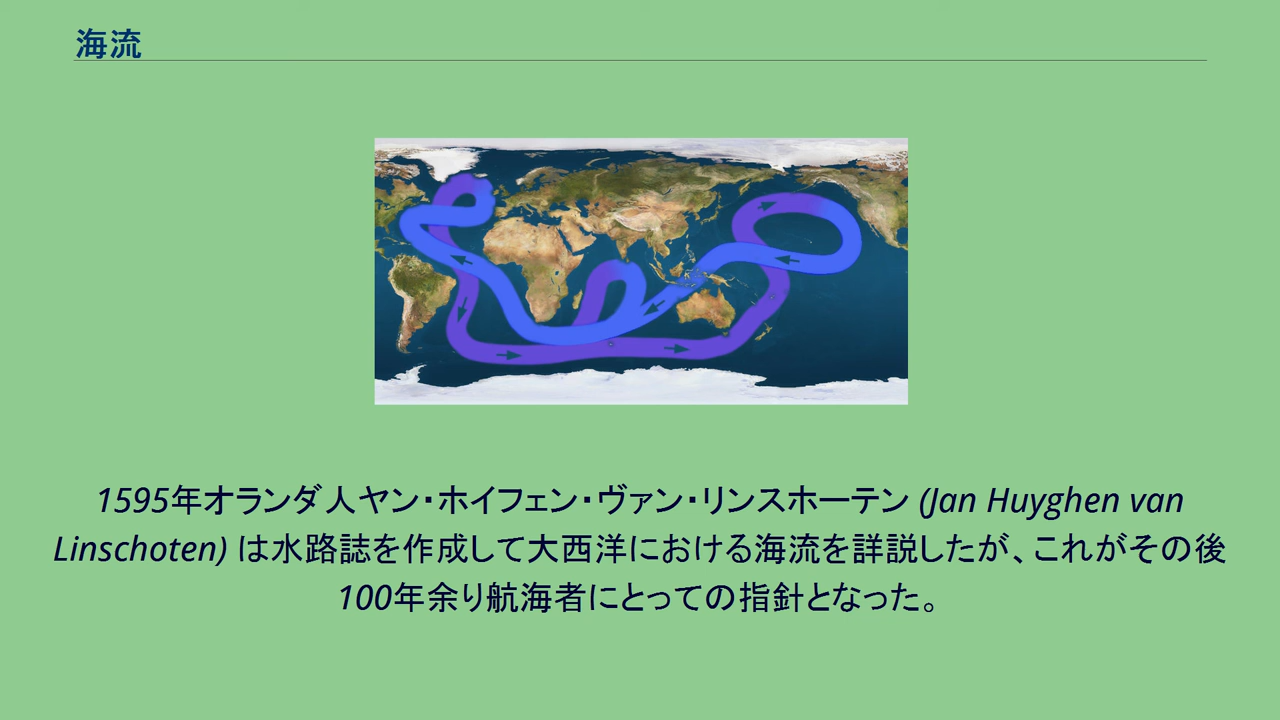 海流
1595年オランダ人ヤン・ホイフェン・ヴァン・リンスホーテン (Jan Huyghen van
Linschoten) は水路誌を作成して大西洋における海流を詳説したが、これがその後
100年余り航海者にとっての指針となった。